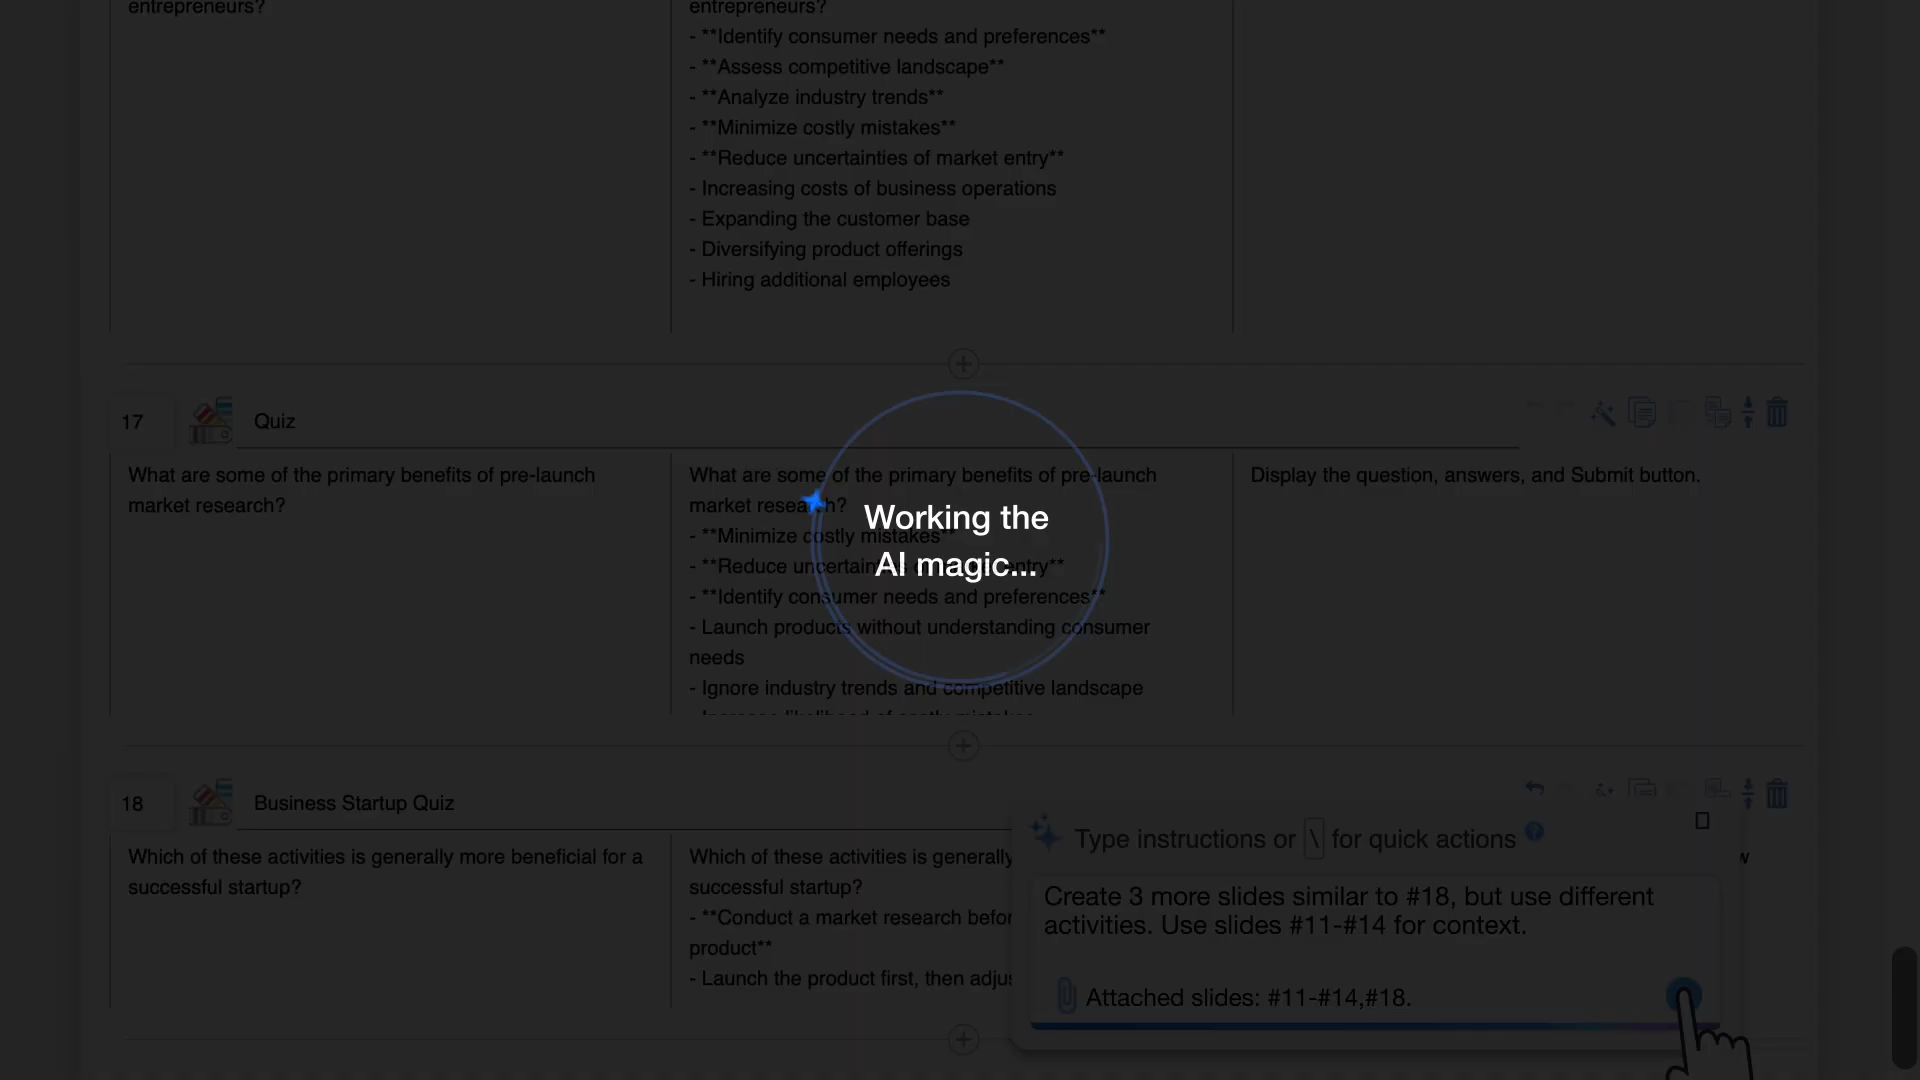 entrepreneurs?
entrepreneurs?
- **Identify consumer needs and preferences**
- **Assess competitive landscape**
- **Analyze industry trends**
- **Minimize costly mistakes**
- **Reduce uncertainties of market entry**
- Increasing costs of business operations
- Expanding the customer base
- Diversifying product offerings
- Hiring additional employees
17
Quiz
What are some of the primary benefits of pre-launch
market research?
What are some of the primary benefits of pre-launch
market research?
- **Minimize costly mistakes**
- **Reduce entry**
- **Identify consumer needs and preferences**
- Launch products without understanding consumer
needs
- Ignore industry trends and competitive landscape
Display the question, answers, and Submit button.
Working the
AI magic...
18
Business Startup Quiz
Which of these activities is generally more beneficial for a
successful startup?
Which of these activities is generally
successful startup?
- **Conduct a market research
product**
- Launch the product first, then
Type instructions or \ for quick actions ?
Create 3 more slides similar to #18, but use different
activities. Use slides #11-#14 for context.
Attached slides: #11-#14,#18.